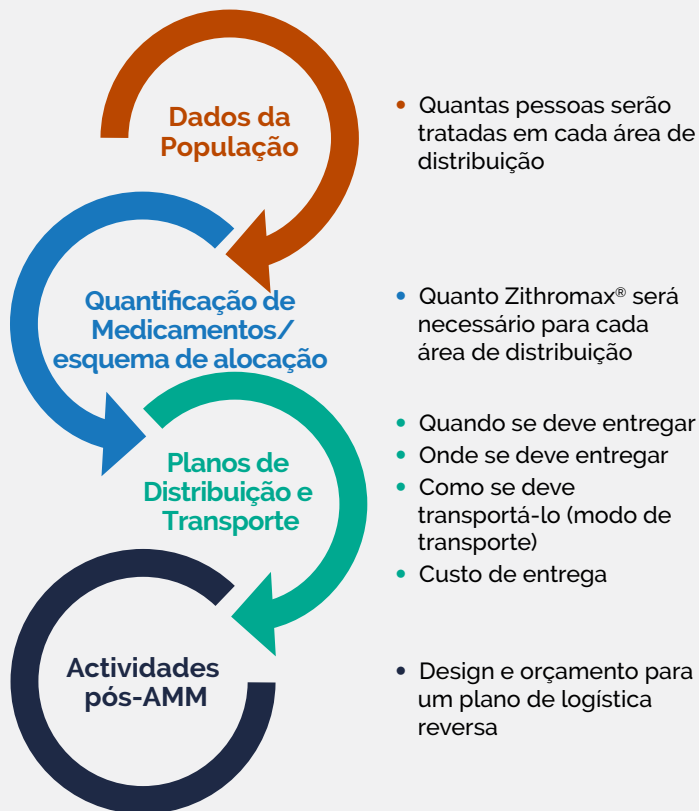 Dados da
População
• Quantas pessoas serão
tratadas em cada área de
distribuição
Quantificação de
Medicamentos/
esquema de alocação
• Quanto Zithromax® será
necessário para cada
área de distribuição
Planos de
Distribuição e
Transporte
• Quando se deve entregar
• Onde se deve entregar
• Como se deve
transportá-lo (modo de
transporte)
• Custo de entrega
Actividades
pós-AMM
• Design e orçamento para
um plano de logística
reversa